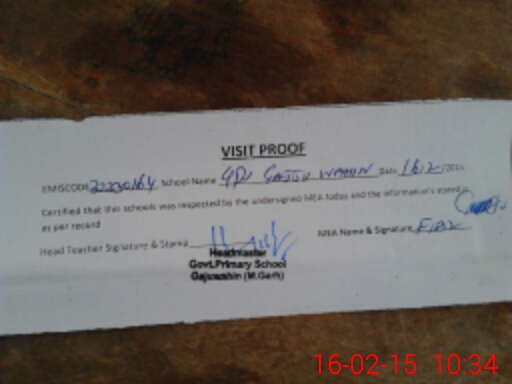 VISIT PROOF
EMISCODE School Name GPS Date 16/2/2015
Certified that this schools was inspected by the undersigned MEA today and the information's stated is
as per record
Head Teacher Signature & Stamp MEA Name & Signature
Headmaster
Govt.Primary School
(M.Garh)
16-02-15 10:34